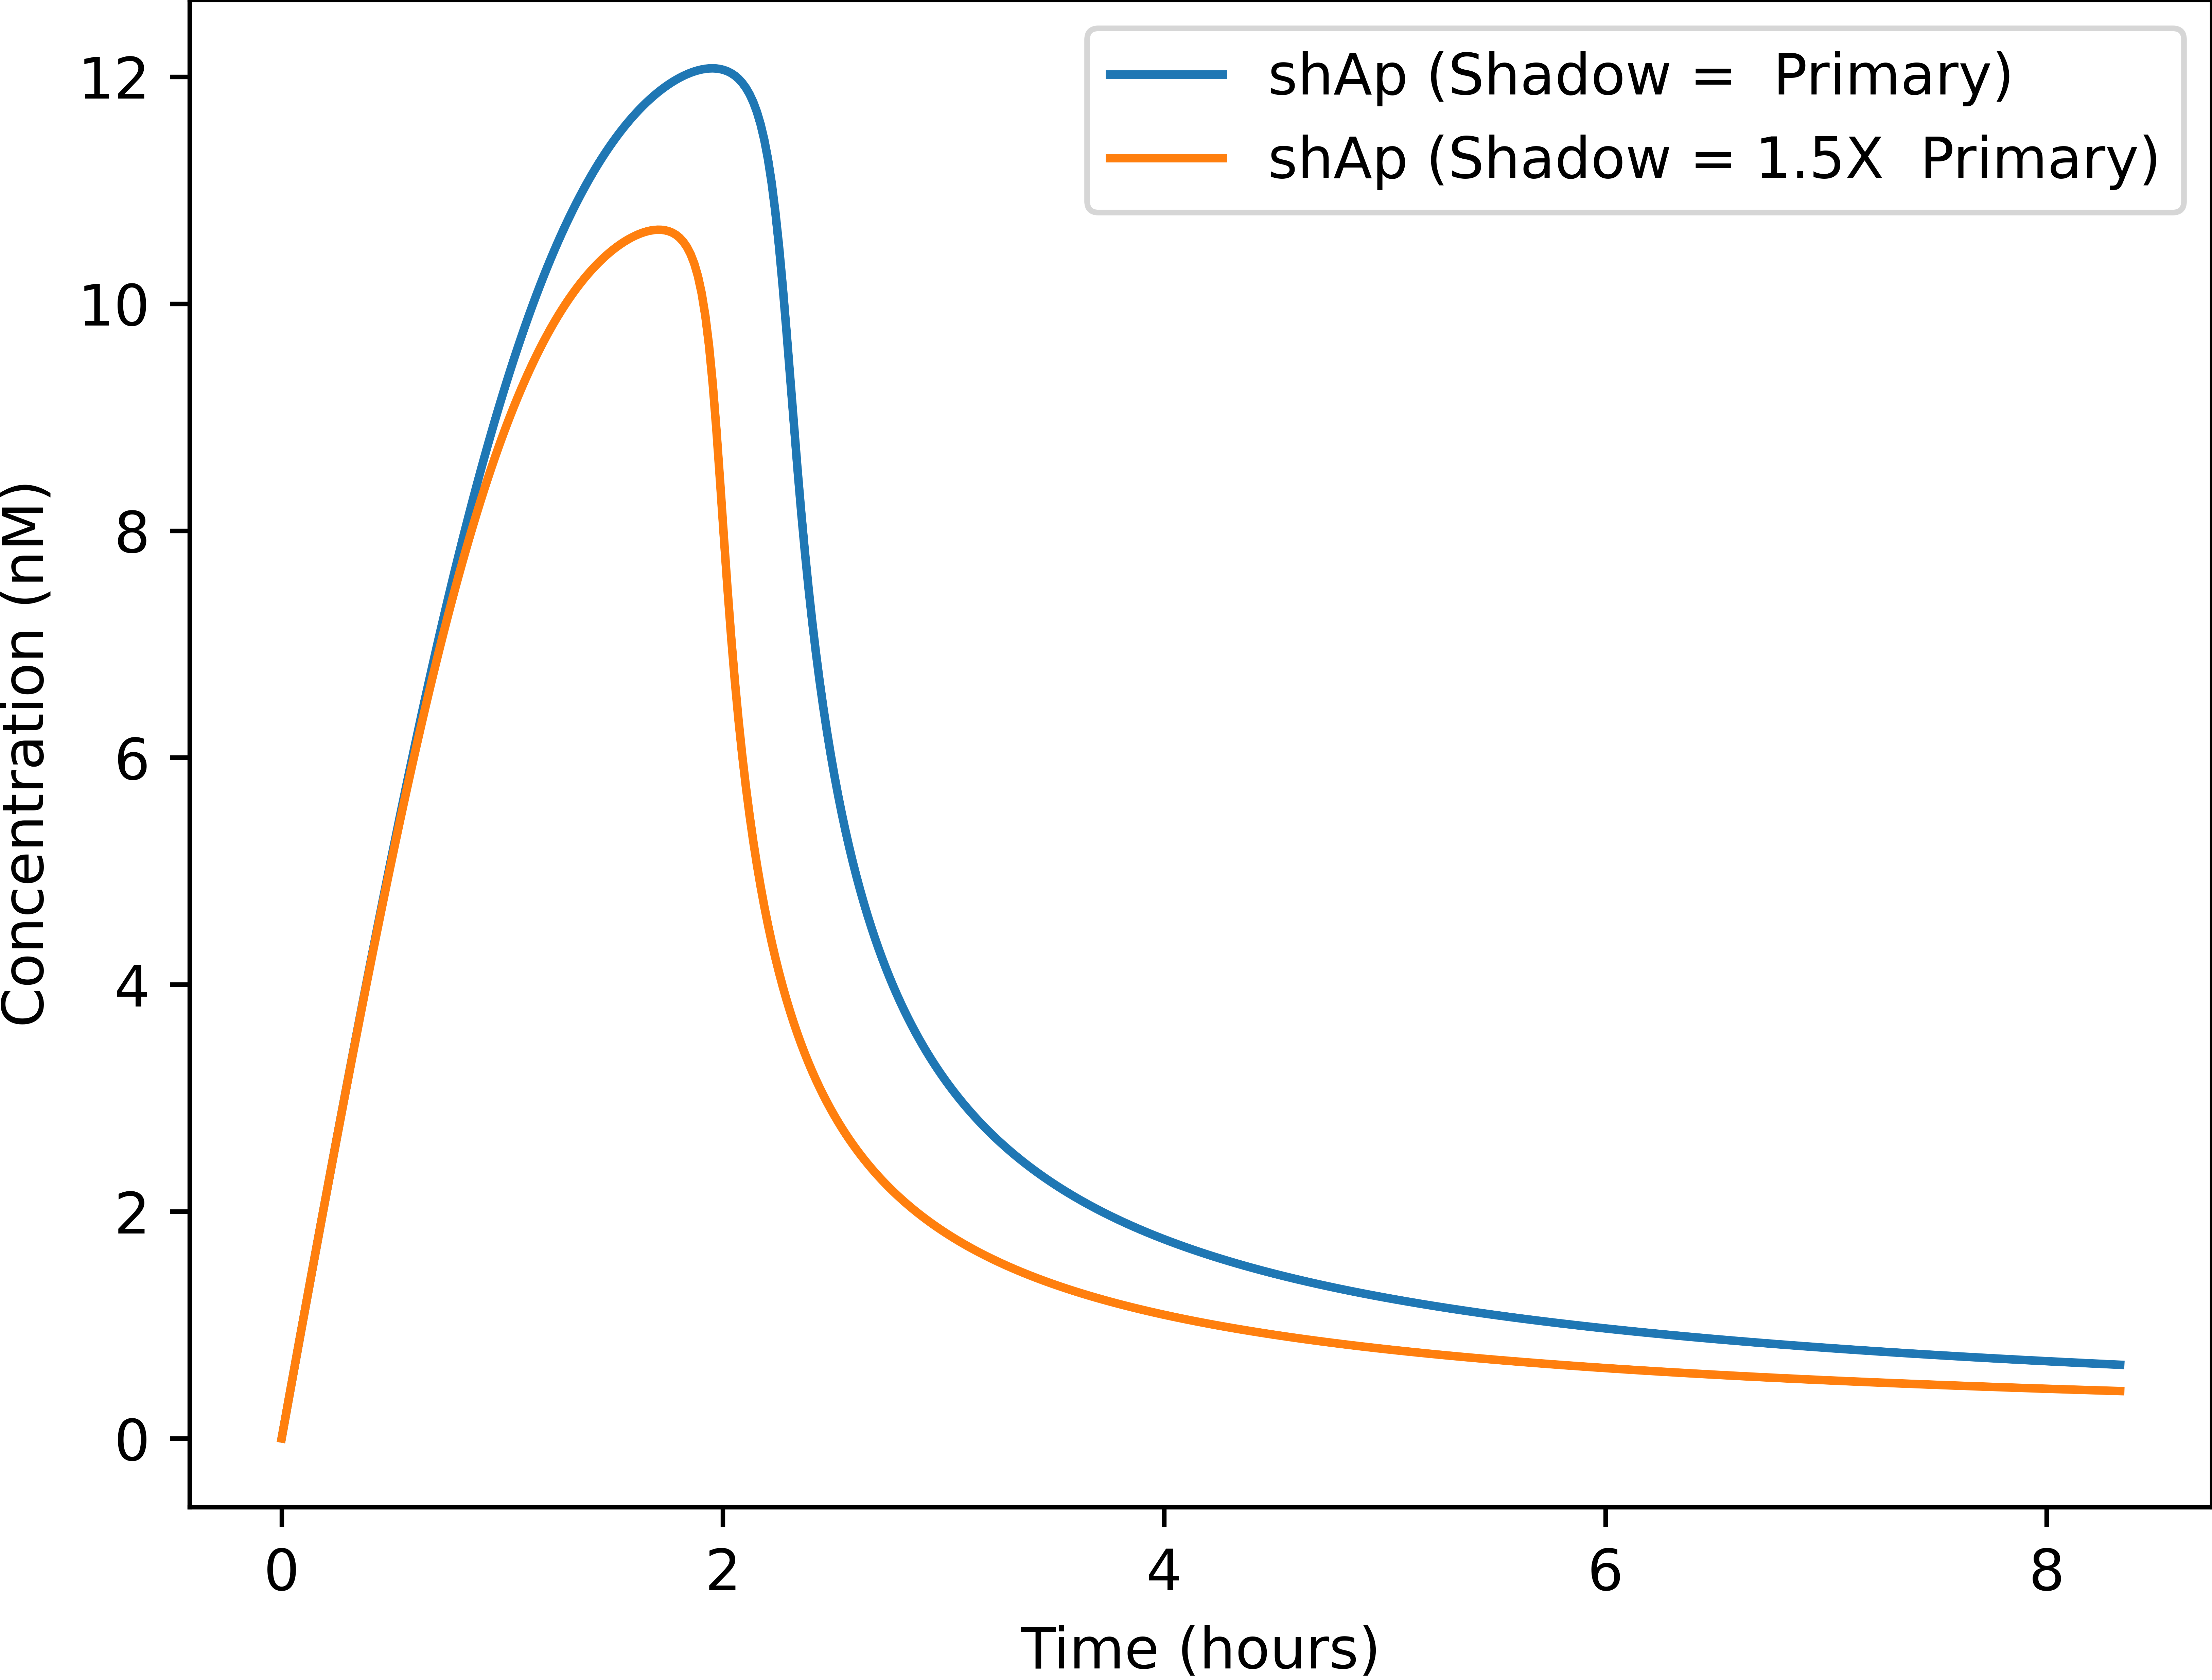 shAp (Shadow =  Primary)
shAp (Shadow = 1.5X  Primary)
Concentration (nM)
12
10
8
6
4
2
0
0 2 4 6 8
Time (hours)